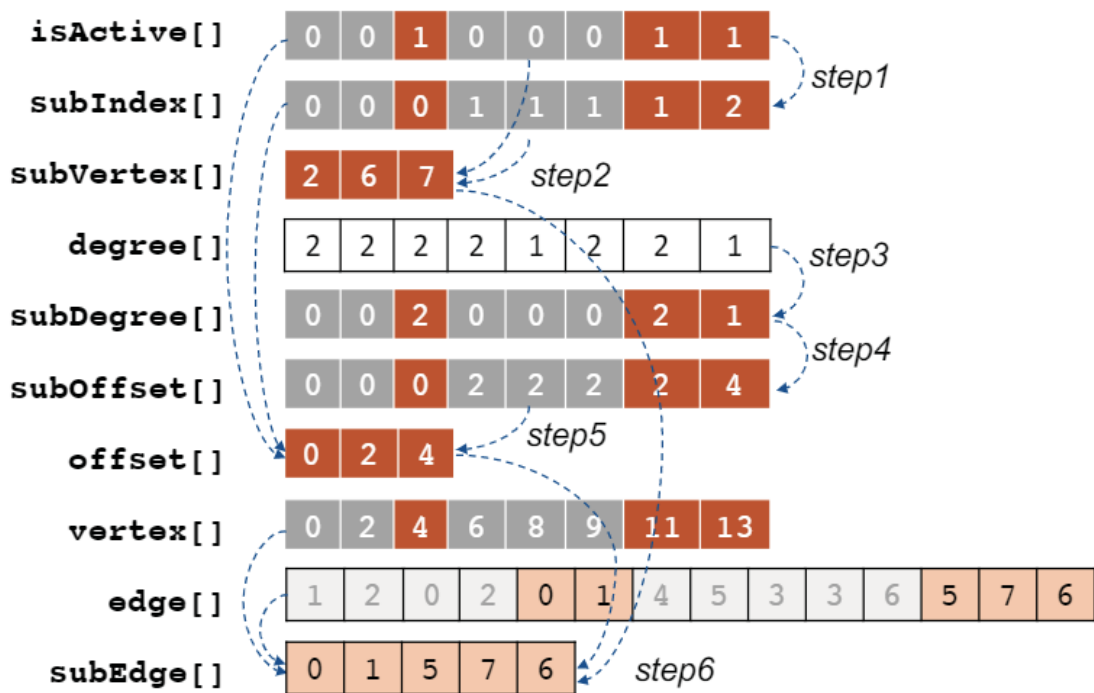 isActive[] 0 0 1 0 0 0 1 1
step1
subIndex[] 0 0 0 1 1 1 1 2
subVertex[] 2 6 7 step2
degree[] 2 2 2 2 1 2 2 1
step3
subDegree[] 0 0 2 0 0 0 2 1
step4
subOffset[] 0 0 0 2 2 2 2 4
step5
offset[] 0 2 4
vertex[] 0 2 4 6 8 9 11 13
edge[] 1 2 0 2 0 1 4 5 3 3 6 5 7 6
subEdge[] 0 1 5 7 6 step6